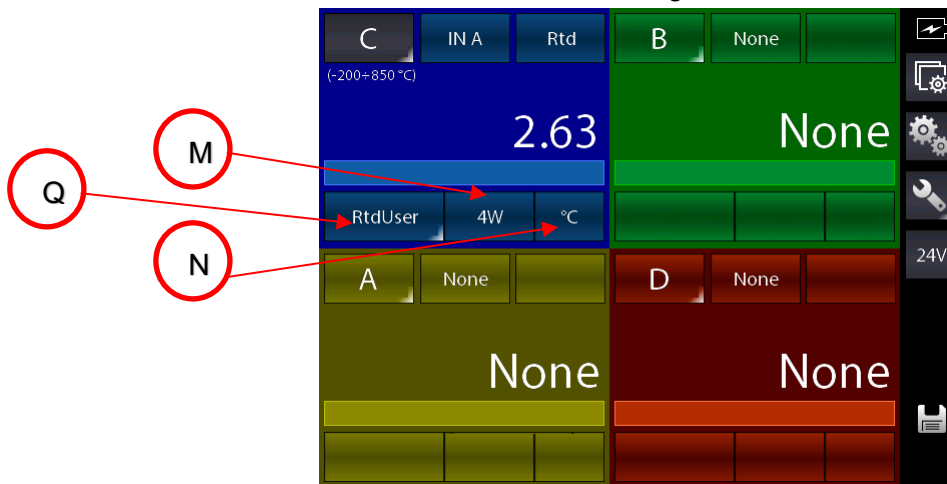 C IN A Rtd B None
(-200÷850 °C)
M
2.63 None
Q
RtdUser 4W °C
24V
N
A None D None
None None